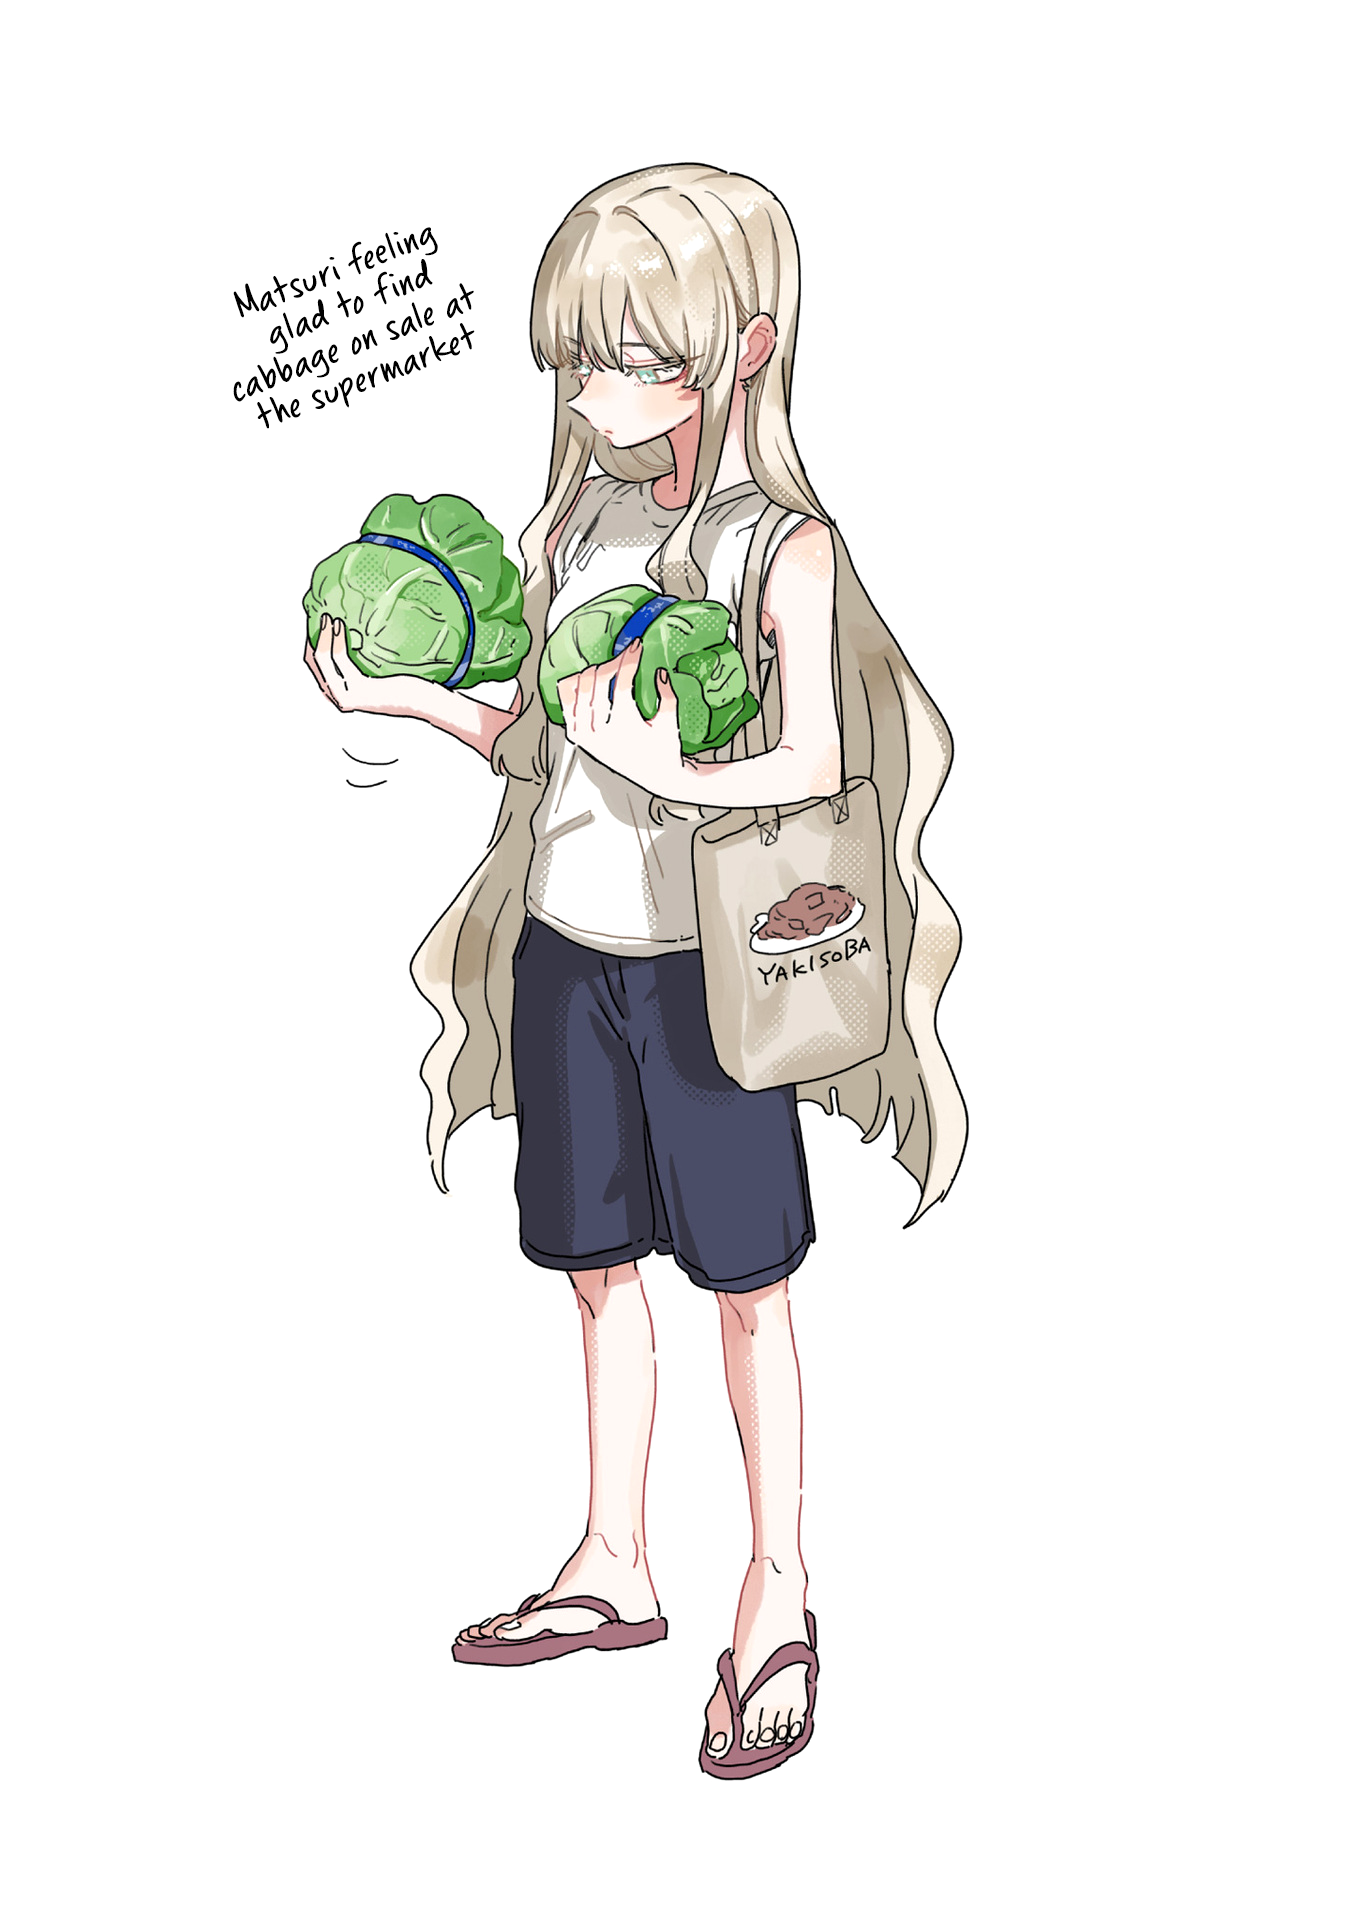 Matsuri feeling
glad to find
cabbage on sale at
the supermarket
YAKISOBA